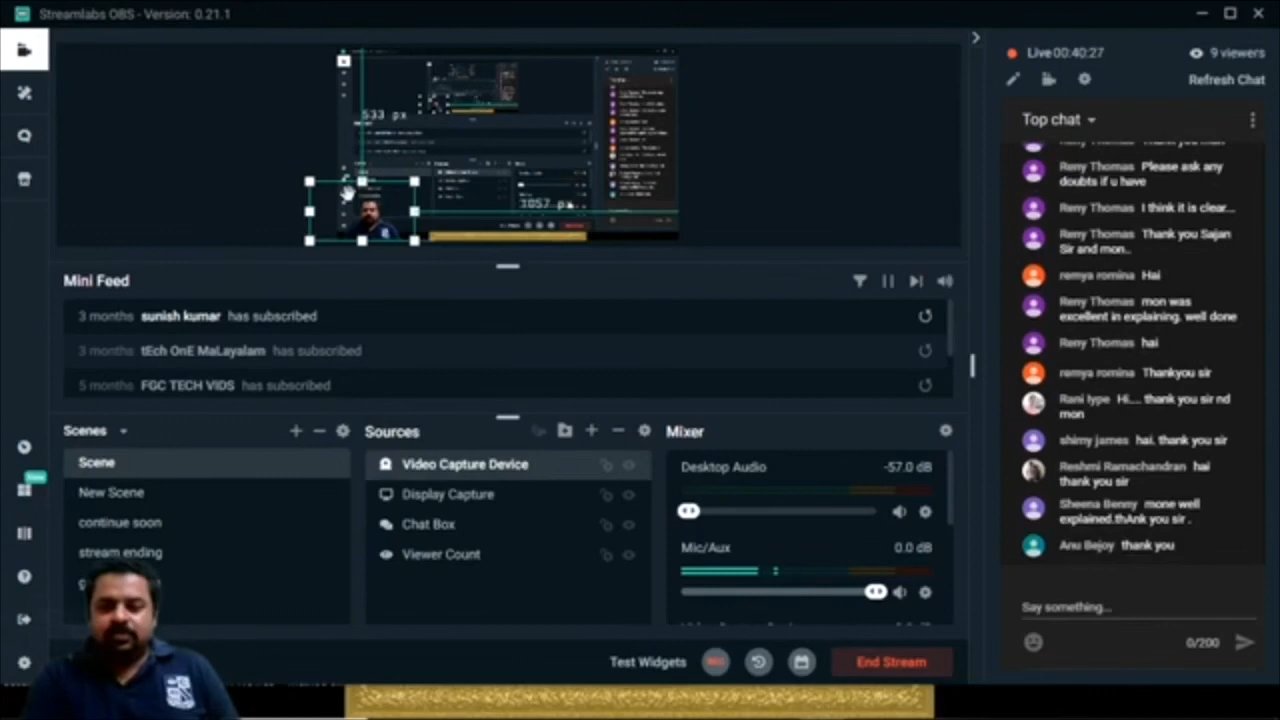 Streamlabs OBS - Version: 0.21.1
533 px
1057 px
Mini Feed
3 months sunish kumar has subscribed
3 months tEch OnE MaLayalam has subscribed
5 months FGC TECH VIDS has subscribed
Scenes
Scene
New Scene
continue soon
stream ending
Sources
Video Capture Device
Display Capture
Chat Box
Viewer Count
Mixer
Desktop Audio -57.0 dB
Mic/Aux 0.0 dB
Test Widgets REC End Stream
Live 00:40:27 9 viewers
Refresh Chat
Top chat
Reny Thomas Please ask any
doubts if u have
Reny Thomas I think it is clear...
Reny Thomas Thank you Sajan
Sir and mon..
remya romina Hai
Reny Thomas mon was
excellent in explaining. well done
Reny Thomas hai
remya romina Thankyou sir
Rani Iype Hi.... thank you sir nd
mon
shimy james hai. thank you sir
Reshmi Ramachandran hai
thank you sir
Sheena Benny mone well
explained.thAnk you sir .
Anu Bejoy thank you
Say something...
0/200